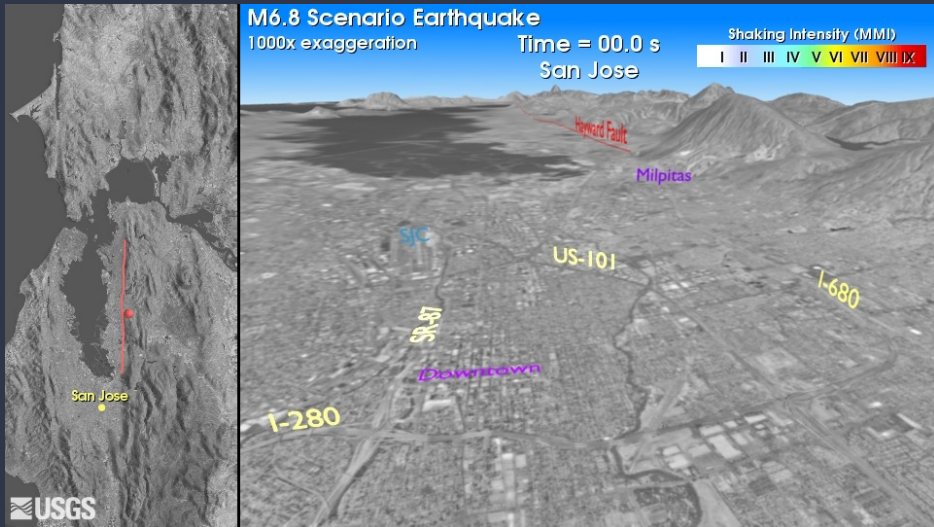 M6.8 Scenario Earthquake
1000x exaggeration
Time = 00.0 s
San Jose
Shaking Intensity (MMI)
I II III IV V VI VII VIII IX
Hayward Fault
Milpitas
SJC
US-101
I-680
SR-87
Downtown
I-280
San Jose
USGS